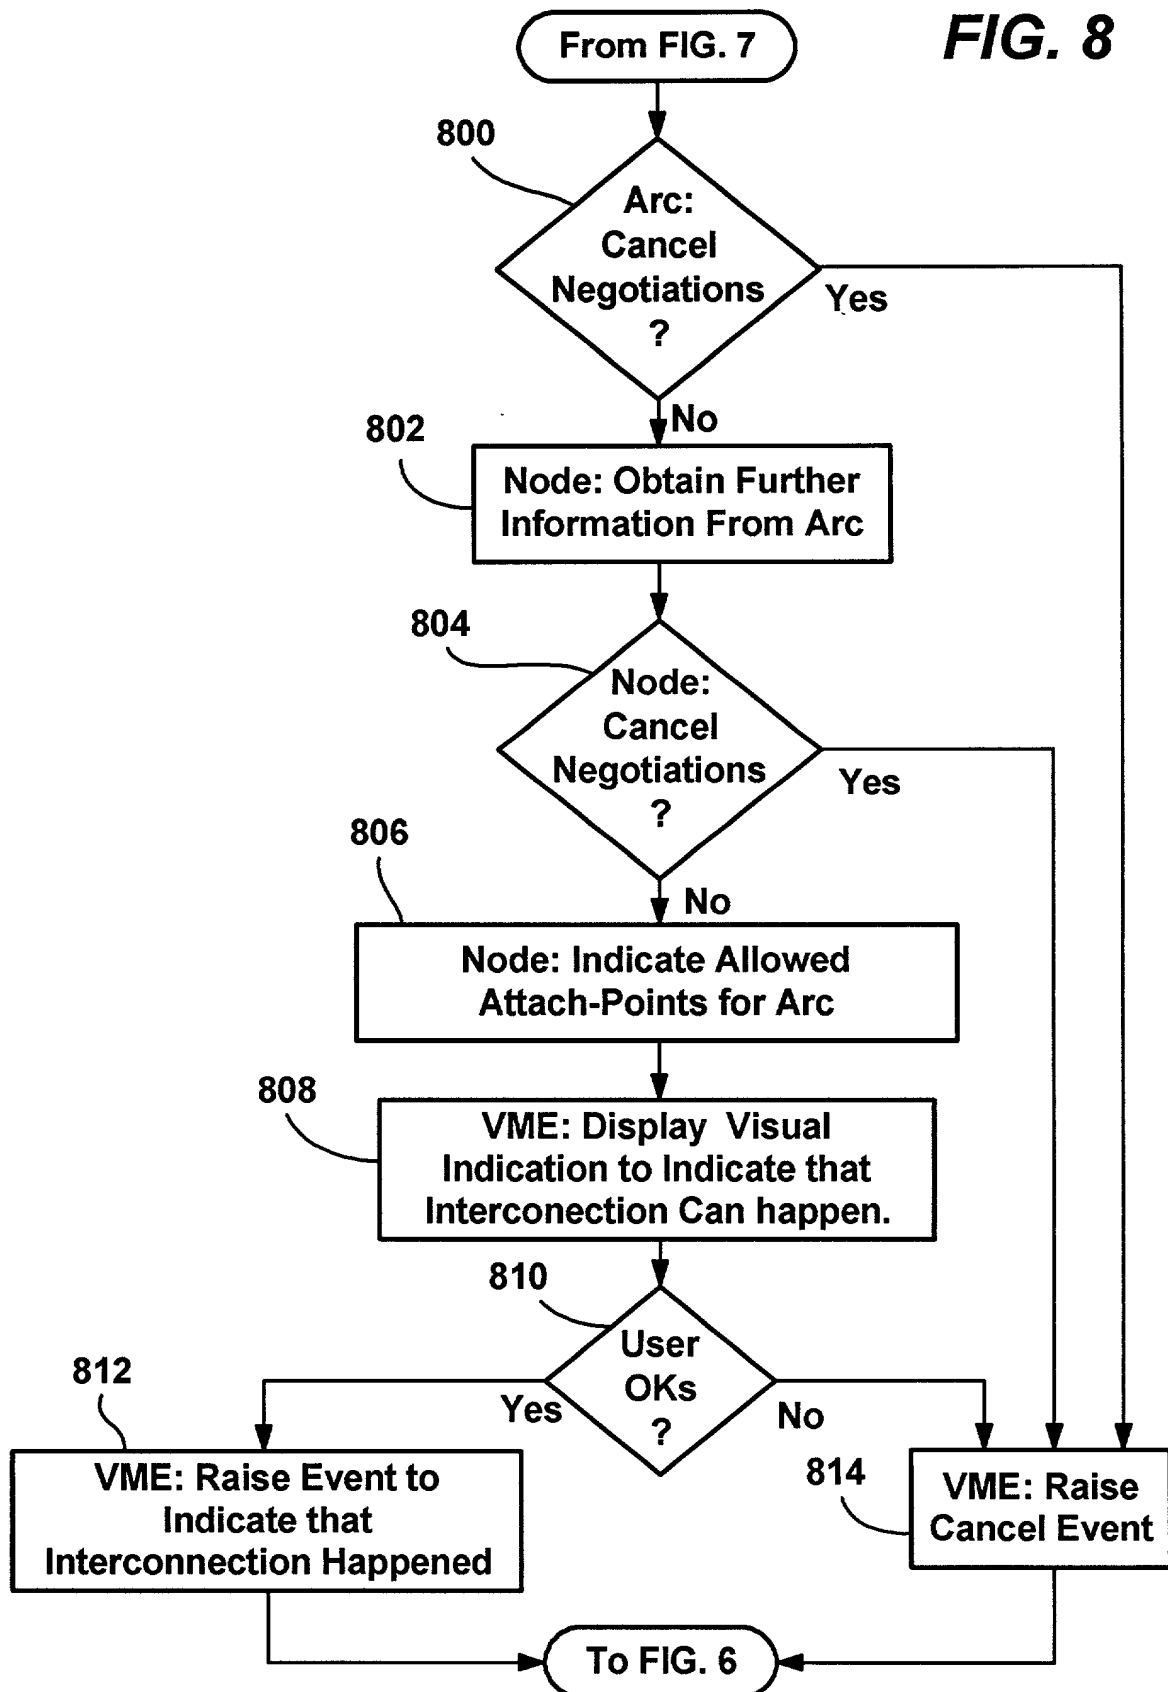 From FIG. 7
FIG. 8
800
Arc:
Cancel
Negotiations
?
Yes
No
802
Node: Obtain Further
Information From Arc
804
Node:
Cancel
Negotiations
?
Yes
806
No
Node: Indicate Allowed
Attach-Points for Arc
808
VME: Display Visual
Indication to Indicate that
Interconection Can happen.
810
User
OKs
?
Yes
No
812
VME: Raise Event to
Indicate that
Interconnection Happened
814
VME: Raise
Cancel Event
To FIG. 6